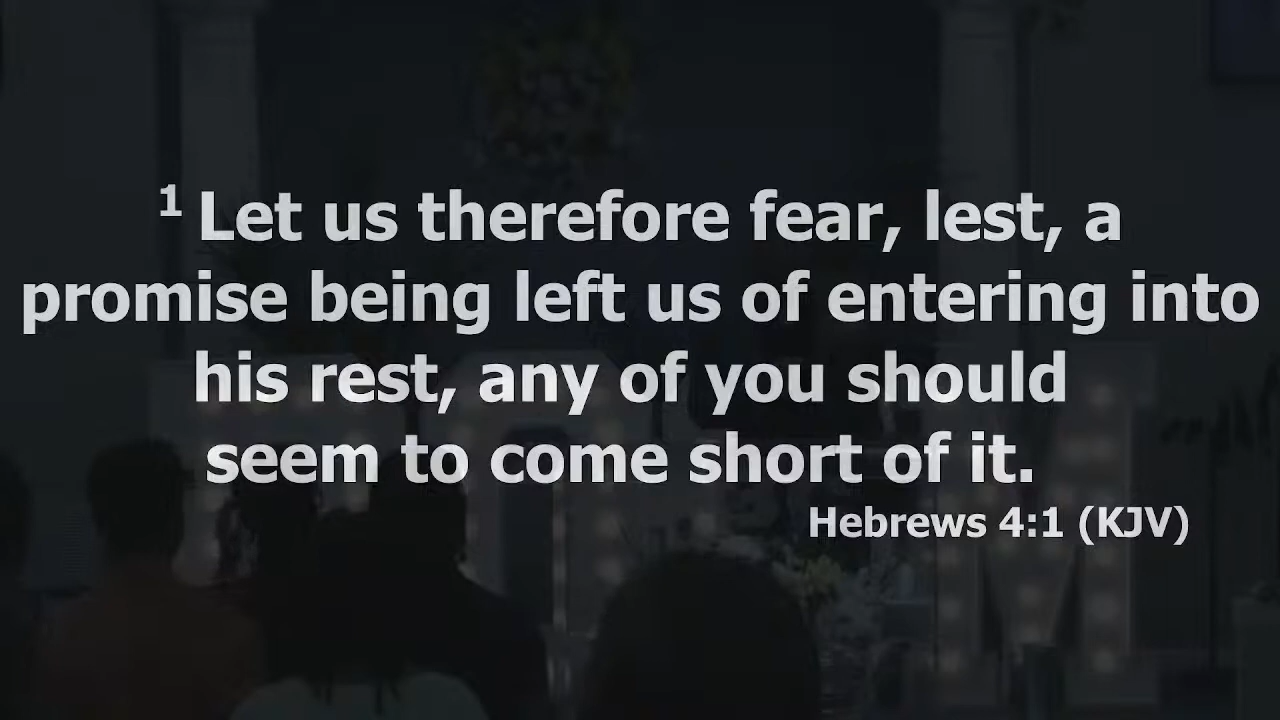 1 Let us therefore fear, lest, a
promise being left us of entering into
his rest, any of you should
seem to come short of it.
Hebrews 4:1 (KJV)